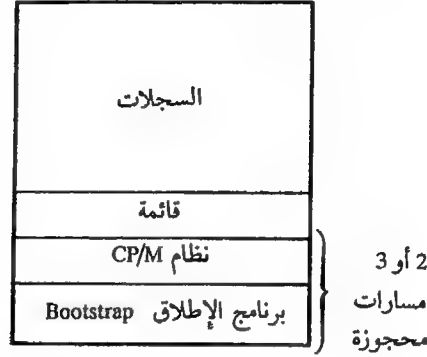 السجلات
قائمة
نظام CP/M
برنامج الإطلاق Bootstrap
2 أو 3
مسارات
محجوزة